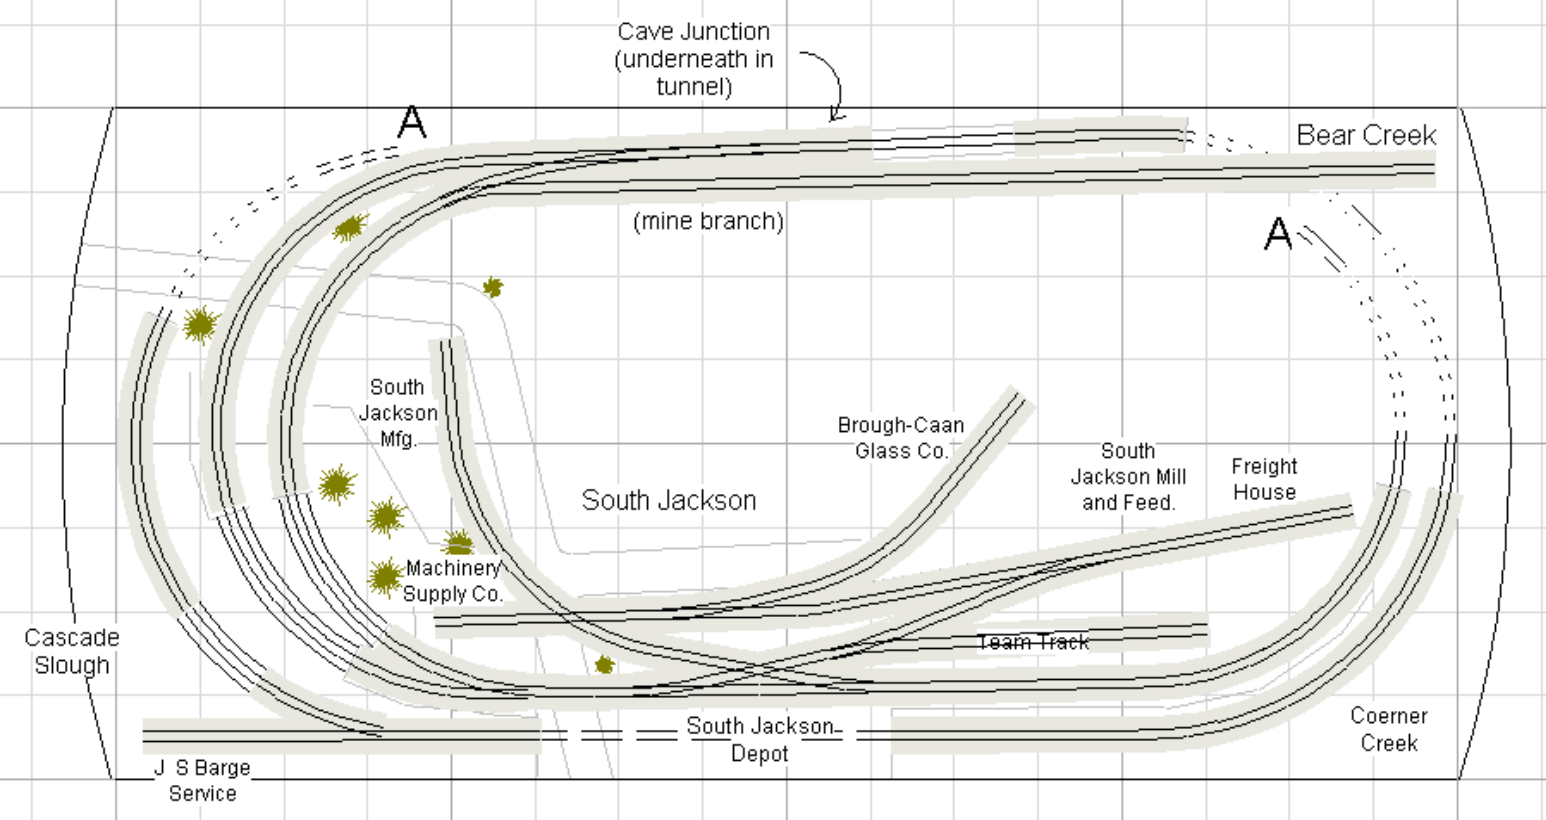 Cave Junction
(underneath in
tunnel)
A
Bear Creek
(mine branch)
A
South
Jackson
Mfg.
Brough-Caan
Glass Co.
South
Jackson Mill
and Feed.
Freight
House
South Jackson
Machinery
Supply Co.
Cascade
Slough
Team Track
South Jackson
Depot
Coerner
Creek
J S Barge
Service